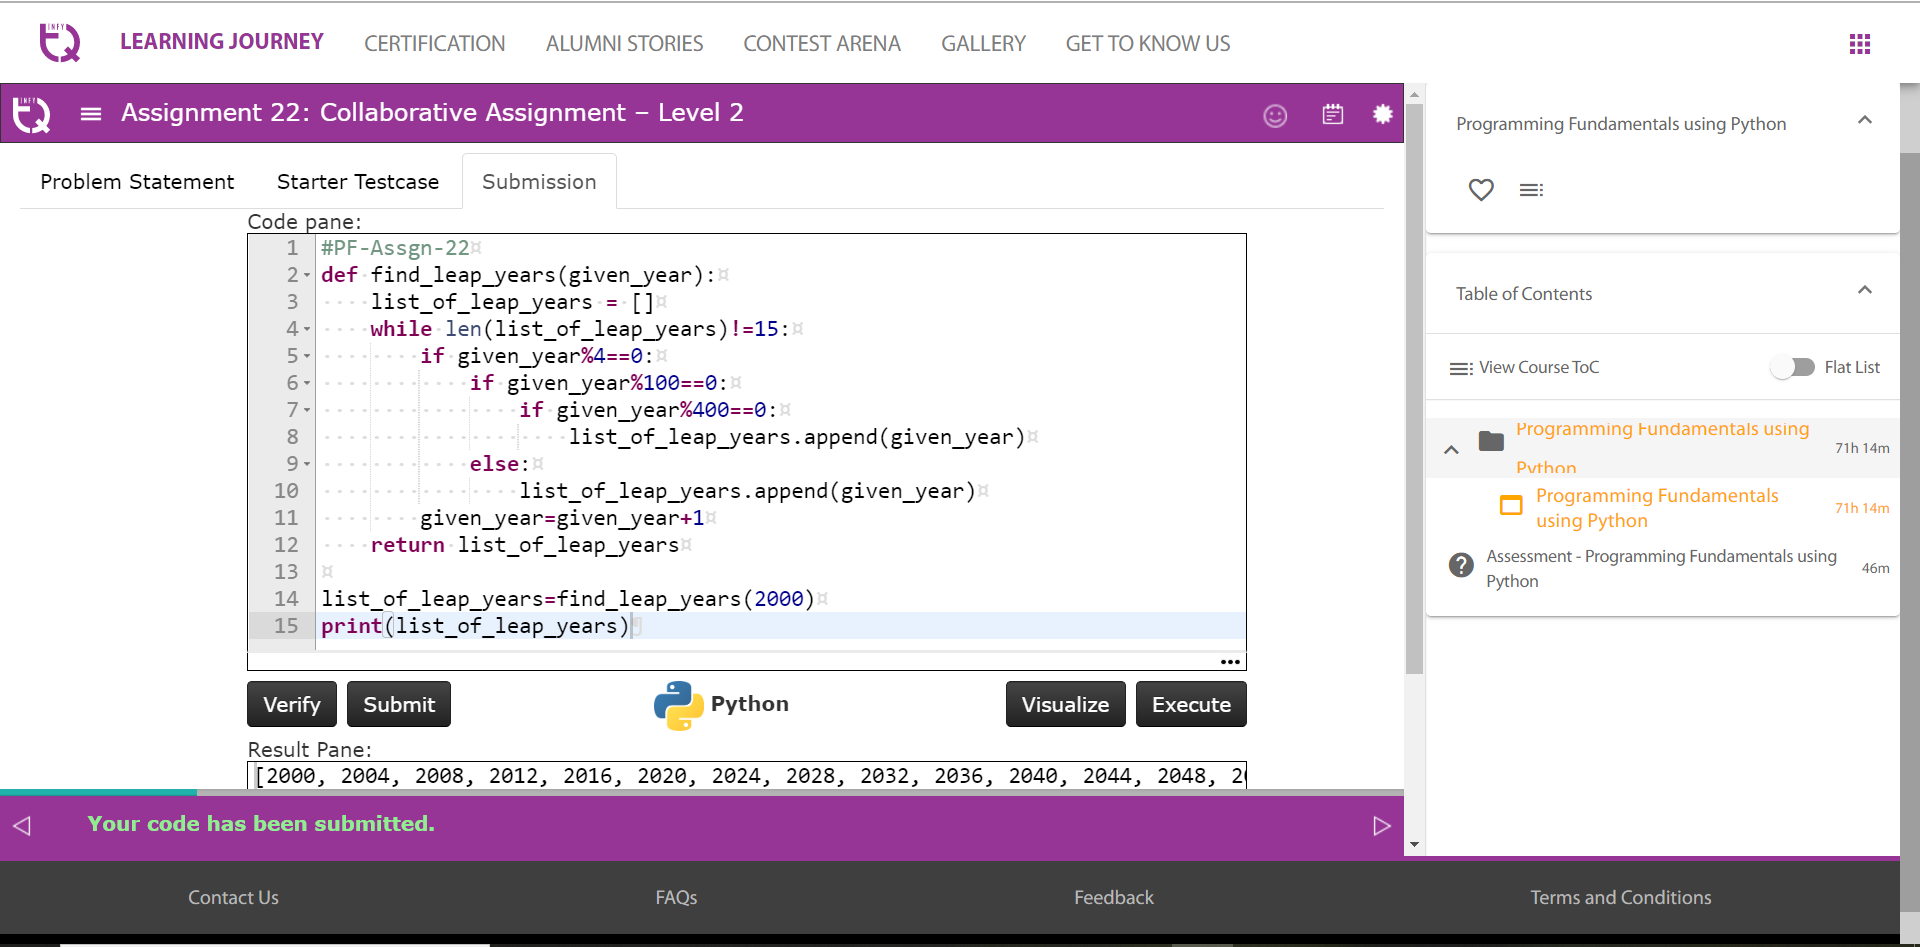 INFY
LEARNING JOURNEY CERTIFICATION ALUMNI STORIES CONTEST ARENA GALLERY GET TO KNOW US
INFY
Assignment 22: Collaborative Assignment – Level 2
Problem Statement Starter Testcase Submission
Code pane:
1 #PF-Assgn-22
2 def find_leap_years(given_year):
3     list_of_leap_years = []
4     while len(list_of_leap_years)!=15:
5         if given_year%4==0:
6             if given_year%100==0:
7                 if given_year%400==0:
8                     list_of_leap_years.append(given_year)
9             else:
10                 list_of_leap_years.append(given_year)
11         given_year=given_year+1
12     return list_of_leap_years
13
14 list_of_leap_years=find_leap_years(2000)
15 print(list_of_leap_years)
Verify Submit Python Visualize Execute
Result Pane:
[2000, 2004, 2008, 2012, 2016, 2020, 2024, 2028, 2032, 2036, 2040, 2044, 2048,
Your code has been submitted.
Programming Fundamentals using Python
Table of Contents
View Course ToC Flat List
Programming Fundamentals using
Python
71h 14m
Programming Fundamentals
using Python
71h 14m
Assessment - Programming Fundamentals using
Python
46m
Contact Us FAQs Feedback Terms and Conditions